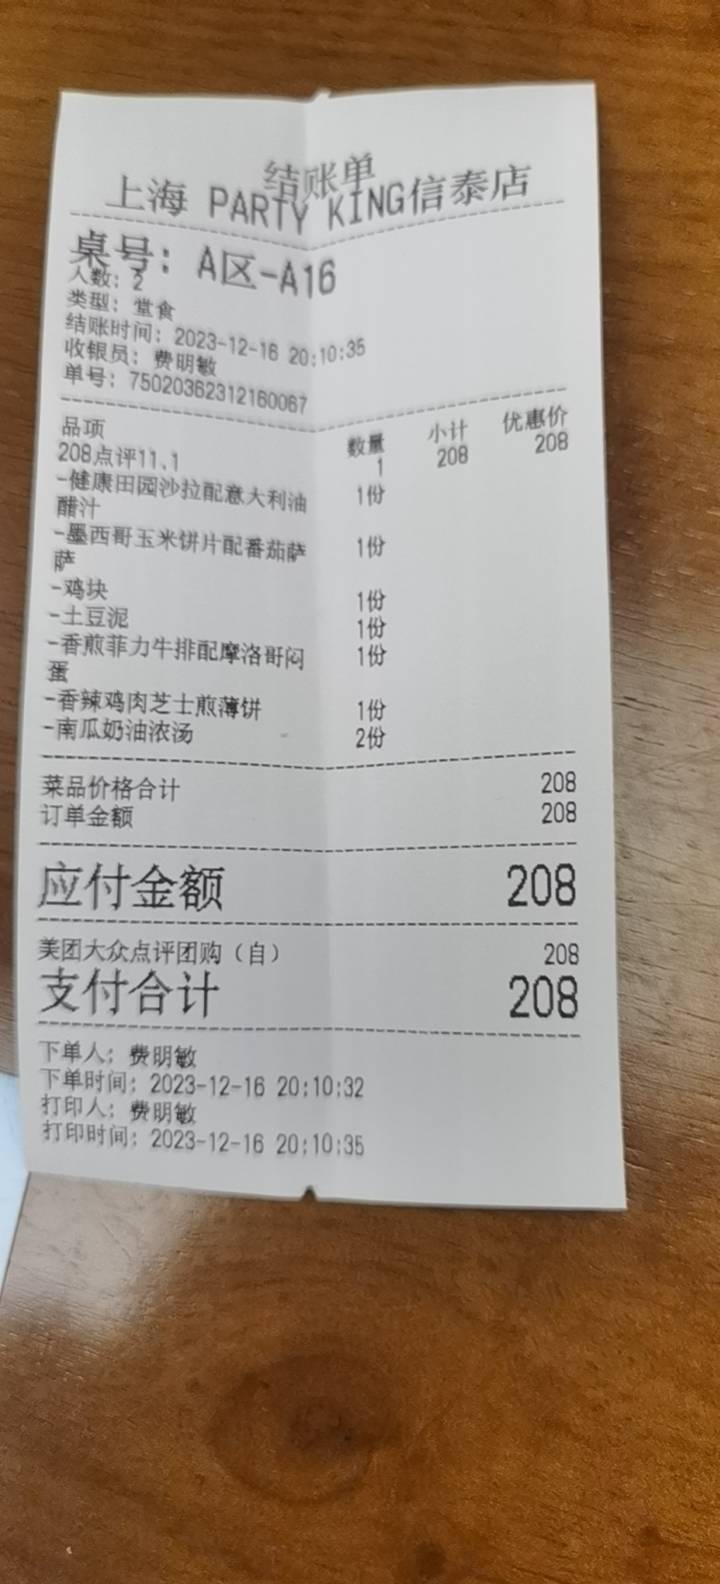 结账单
上海 PARTY KING信泰店
桌号: A区-A16
人数: 2
类型: 堂食
结账时间: 2023-12-16 20:10:35
收银员: 费明敏
单号: 75020362312160067
品项 数量 小计 优惠价
208点评11.1 1 208 208
-健康田园沙拉配意大利油 1份
醋汁
-墨西哥玉米饼片配番茄萨 1份
萨
-鸡块 1份
-土豆泥 1份
-香煎菲力牛排配摩洛哥闷 1份
蛋
-香辣鸡肉芝士煎薄饼 1份
-南瓜奶油浓汤 2份
菜品价格合计 208
订单金额 208
应付金额 208
美团大众点评团购（自） 208
支付合计 208
下单人: 费明敏
下单时间: 2023-12-16 20:10:32
打印人: 费明敏
打印时间: 2023-12-16 20:10:35